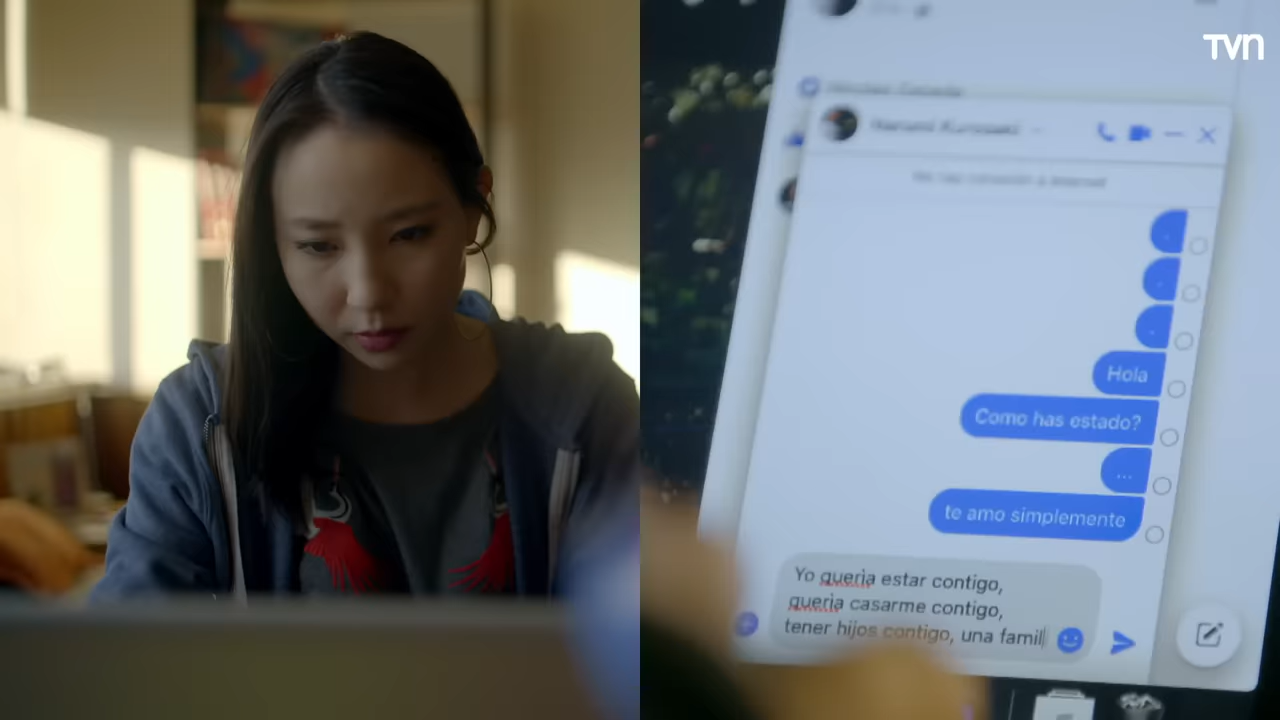 TVN
Hola
Como has estado?
...
te amo simplemente
Yo queria estar contigo,
queria casarme contigo,
tener hijos contigo, una famil